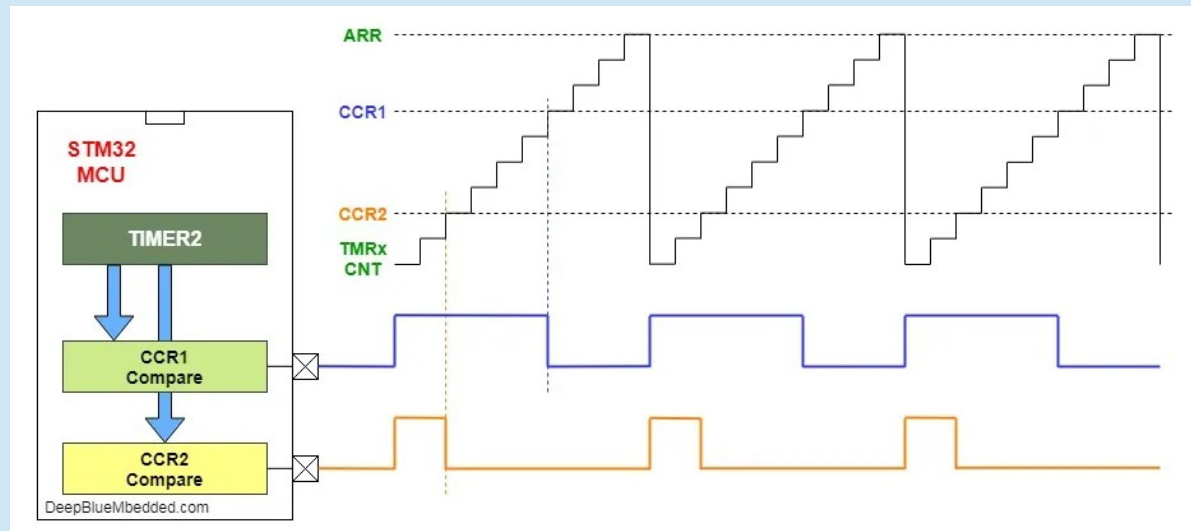 ARR
CCR1
CCR2
TMRx
CNT
STM32
MCU
TIMER2
CCR1
Compare
CCR2
Compare
DeepBlueMbedded.com